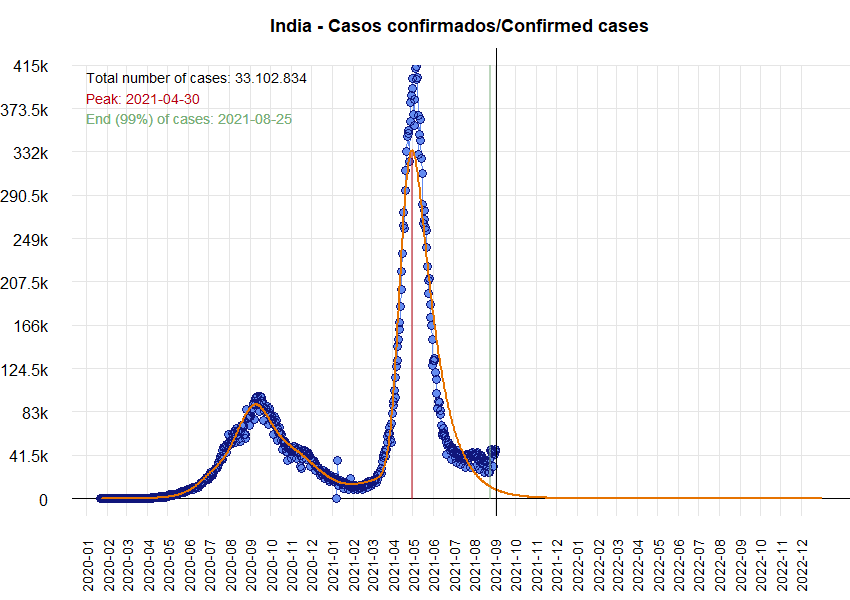 India - Casos confirmados/Confirmed cases
415k
373.5k
332k
290.5k
249k
207.5k
166k
124.5k
83k
41.5k
0
Total number of cases: 33.102.834
Peak: 2021-04-30
End (99%) of cases: 2021-08-25
2020-01
2020-02
2020-03
2020-04
2020-05
2020-06
2020-07
2020-08
2020-09
2020-10
2020-11
2020-12
2021-01
2021-02
2021-03
2021-04
2021-05
2021-06
2021-07
2021-08
2021-09
2021-10
2021-11
2021-12
2022-01
2022-02
2022-03
2022-04
2022-05
2022-06
2022-07
2022-08
2022-09
2022-10
2022-11
2022-12